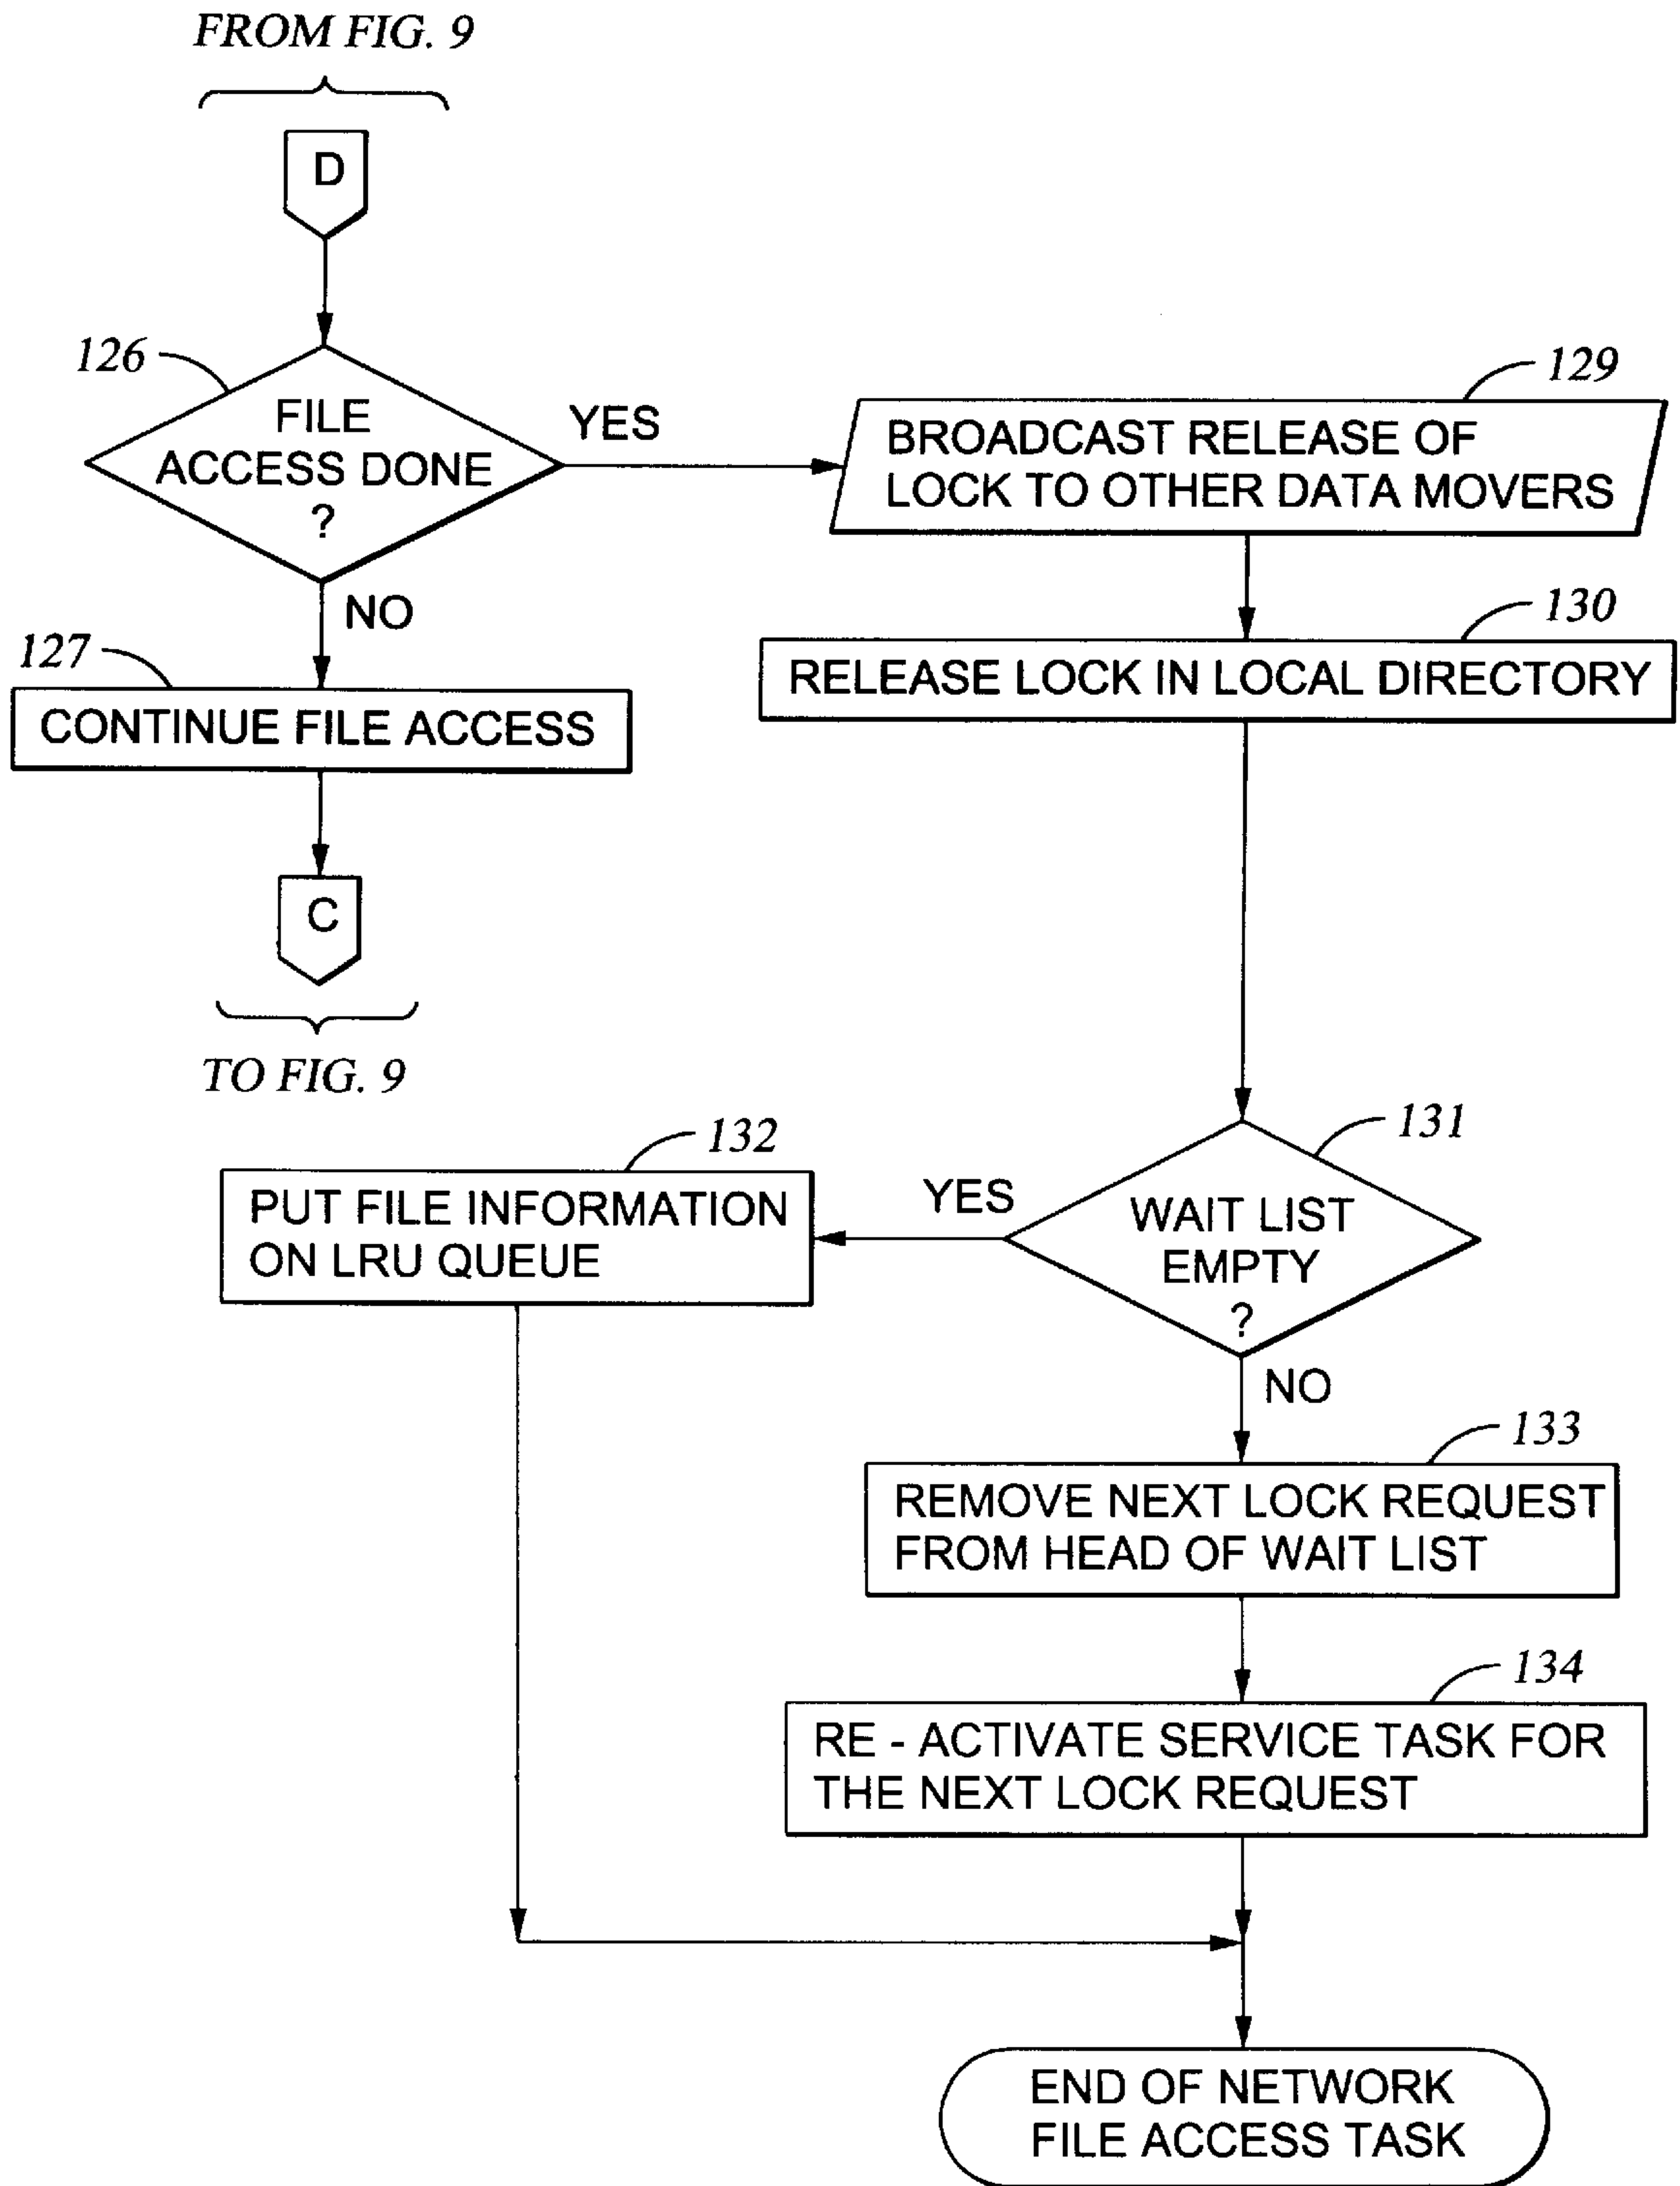 FROM FIG. 9
D
126
FILE
ACCESS DONE
?
YES
NO
129
BROADCAST RELEASE OF
LOCK TO OTHER DATA MOVERS
130
RELEASE LOCK IN LOCAL DIRECTORY
127
CONTINUE FILE ACCESS
C
TO FIG. 9
131
WAIT LIST
EMPTY
?
YES
NO
132
PUT FILE INFORMATION
ON LRU QUEUE
133
REMOVE NEXT LOCK REQUEST
FROM HEAD OF WAIT LIST
134
RE - ACTIVATE SERVICE TASK FOR
THE NEXT LOCK REQUEST
END OF NETWORK
FILE ACCESS TASK